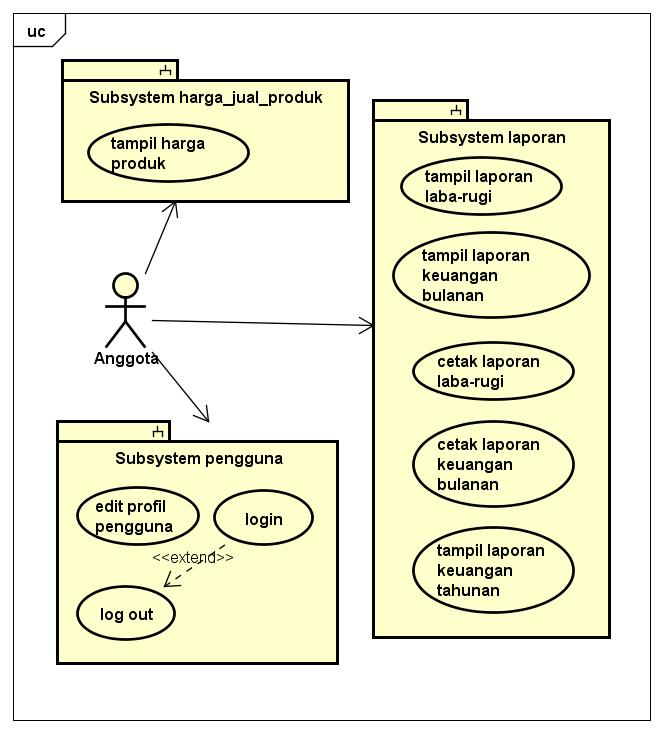 uc
Subsystem harga_jual_produk
tampil harga
produk
Subsystem laporan
tampil laporan
laba-rugi
tampil laporan
keuangan
bulanan
cetak laporan
laba-rugi
cetak laporan
keuangan
bulanan
tampil laporan
keuangan
tahunan
Anggota
Subsystem pengguna
edit profil
pengguna
login
<<extend>>
log out